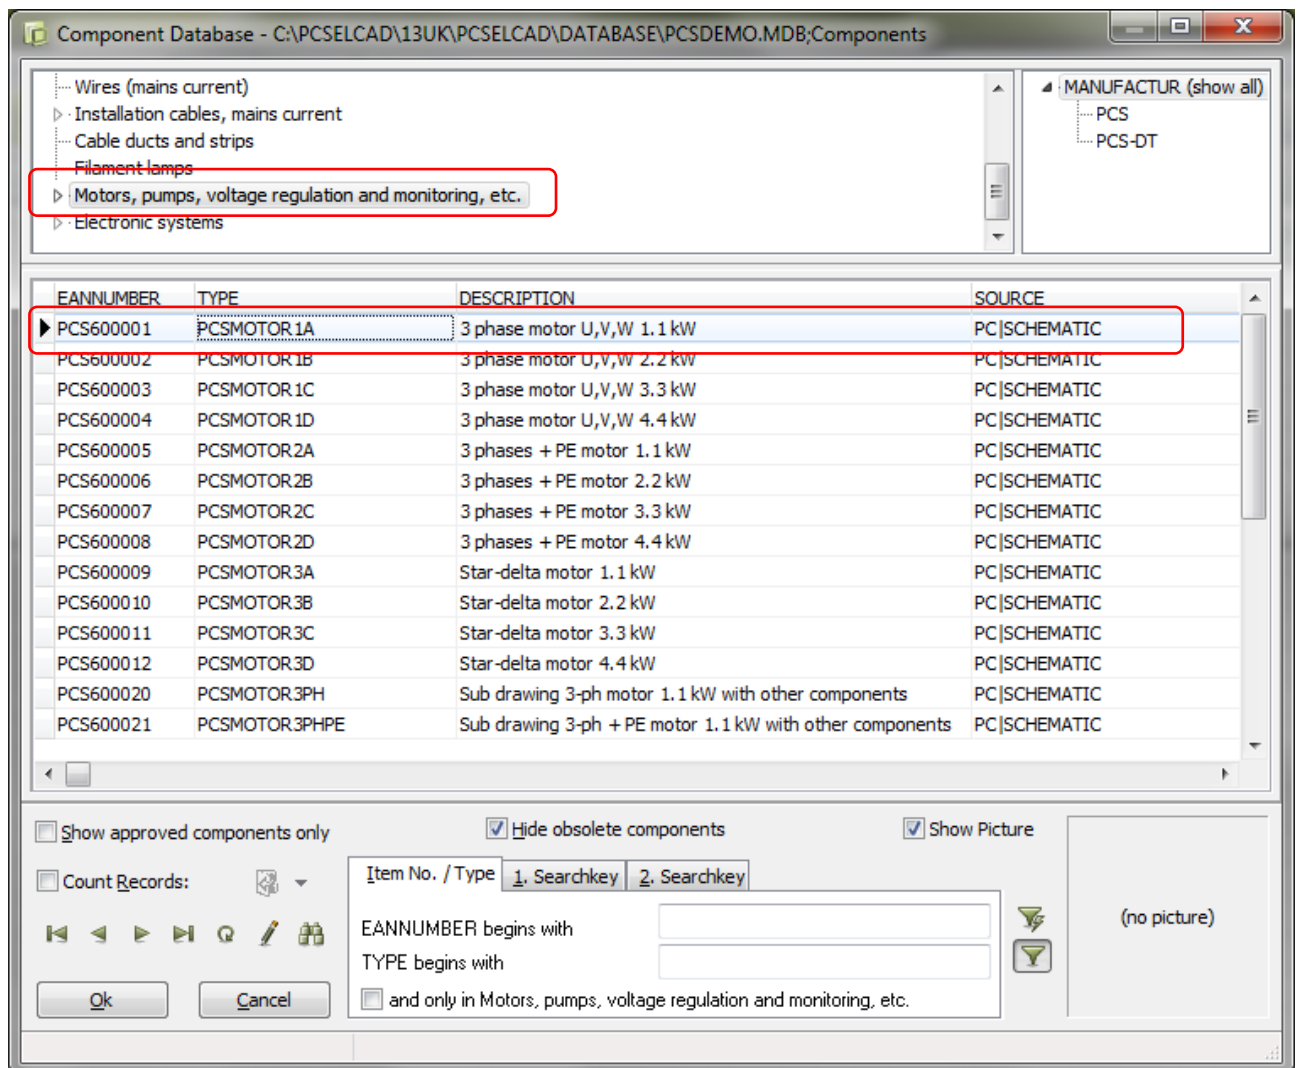 Component Database - C:\PCSELCAD\13UK\PCSELCAD\DATABASE\PCSDEMO.MDB;Components
Wires (mains current)
Installation cables, mains current
Cable ducts and strips
Filament lamps
Motors, pumps, voltage regulation and monitoring, etc.
Electronic systems
MANUFACTUR (show all)
PCS
PCS-DT
EANNUMBER TYPE DESCRIPTION SOURCE
PCS600001 PCSMOTOR1A 3 phase motor U,V,W 1.1 kW PC|SCHEMATIC
PCS600002 PCSMOTOR1B 3 phase motor U,V,W 2.2 kW PC|SCHEMATIC
PCS600003 PCSMOTOR1C 3 phase motor U,V,W 3.3 kW PC|SCHEMATIC
PCS600004 PCSMOTOR1D 3 phase motor U,V,W 4.4 kW PC|SCHEMATIC
PCS600005 PCSMOTOR2A 3 phases + PE motor 1.1 kW PC|SCHEMATIC
PCS600006 PCSMOTOR2B 3 phases + PE motor 2.2 kW PC|SCHEMATIC
PCS600007 PCSMOTOR2C 3 phases + PE motor 3.3 kW PC|SCHEMATIC
PCS600008 PCSMOTOR2D 3 phases + PE motor 4.4 kW PC|SCHEMATIC
PCS600009 PCSMOTOR3A Star-delta motor 1.1 kW PC|SCHEMATIC
PCS600010 PCSMOTOR3B Star-delta motor 2.2 kW PC|SCHEMATIC
PCS600011 PCSMOTOR3C Star-delta motor 3.3 kW PC|SCHEMATIC
PCS600012 PCSMOTOR3D Star-delta motor 4.4 kW PC|SCHEMATIC
PCS600020 PCSMOTOR3PH Sub drawing 3-ph motor 1.1 kW with other components PC|SCHEMATIC
PCS600021 PCSMOTOR3PHPE Sub drawing 3-ph + PE motor 1.1 kW with other components PC|SCHEMATIC
Show approved components only
Hide obsolete components
Show Picture
Count Records:
Item No. / Type 1. Searchkey 2. Searchkey
EANNUMBER begins with
TYPE begins with
and only in Motors, pumps, voltage regulation and monitoring, etc.
(no picture)
Ok
Cancel